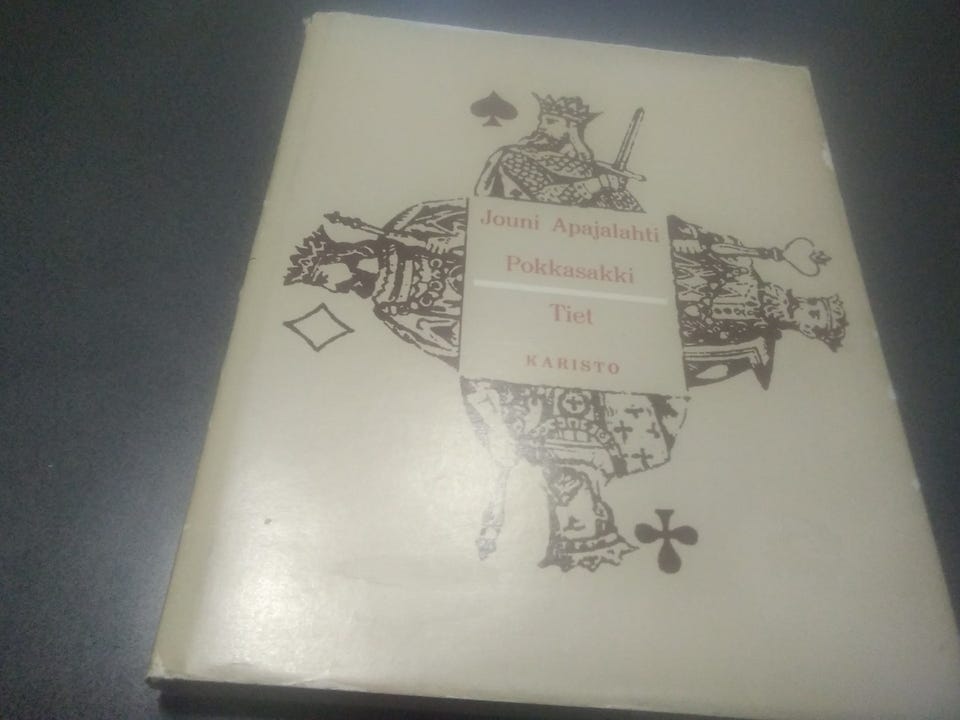 Jouni Apajalahti
Pokkasakki
Tiet
KARISTO